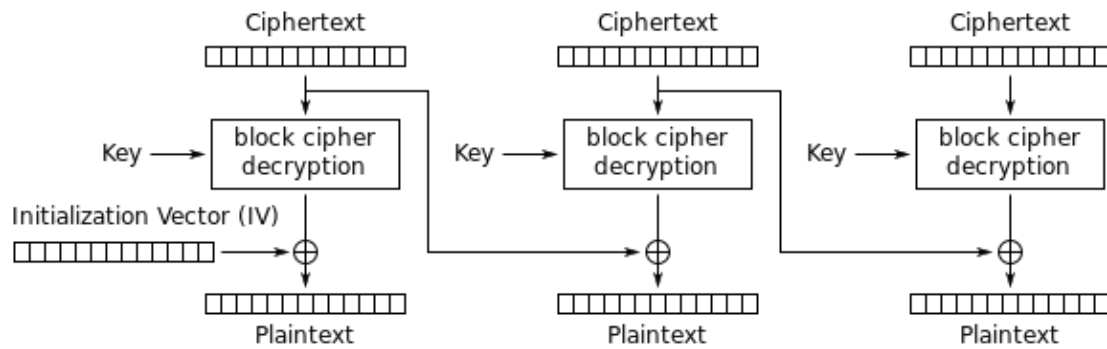 Ciphertext Ciphertext Ciphertext
Key block cipher decryption Key block cipher decryption Key block cipher decryption
Initialization Vector (IV)
Plaintext Plaintext Plaintext